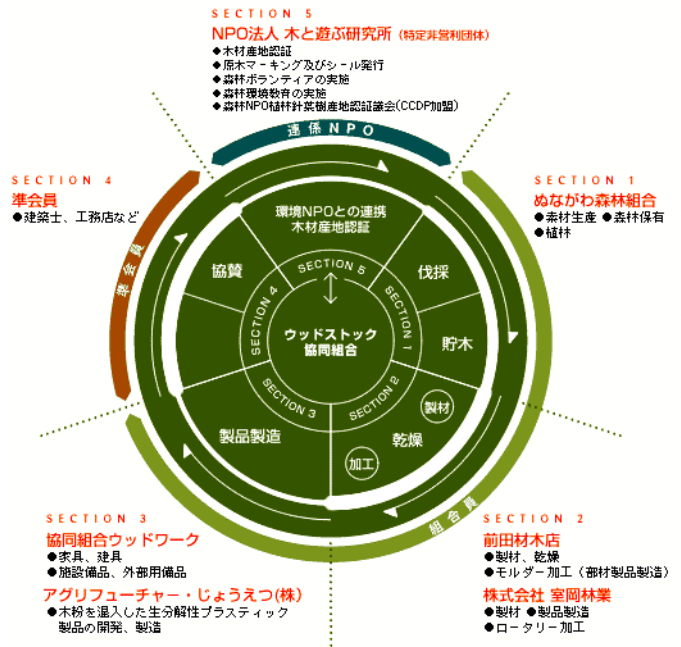 SECTION 5
NPO法人 木と遊ぶ研究所 (特定非営利団体)
◆木材産地認証
◆原木マーキング及びシール発行
◆森林ボランティアの実施
◆森林環境教育の実施
◆森林NPO植林針葉樹産地認証議会(CCDP加盟)
連係NPO
SECTION 4
準会員
●建築士、工務店など
準会員
SECTION 1
ぬながわ森林組合
●素材生産 ●森林保有
●植林
環境NPOとの連携
木材産地認証
協賛
伐採
SECTION 5
SECTION 4
SECTION 1
ウッドストック
協同組合
貯木
SECTION 3
SECTION 2
製品製造
製材
乾燥
加工
組合員
SECTION 3
協同組合ウッドワーク
●家具、建具
●施設備品、外部用備品
アグリフューチャー・じょうえつ(株)
●木粉を混入した生分解性プラスティック
製品の開発、製造
SECTION 2
前田材木店
●製材、乾燥
●モルダー加工（部材製品製造）
株式会社 室岡林業
●製材 ●製品製造
●ロータリー加工